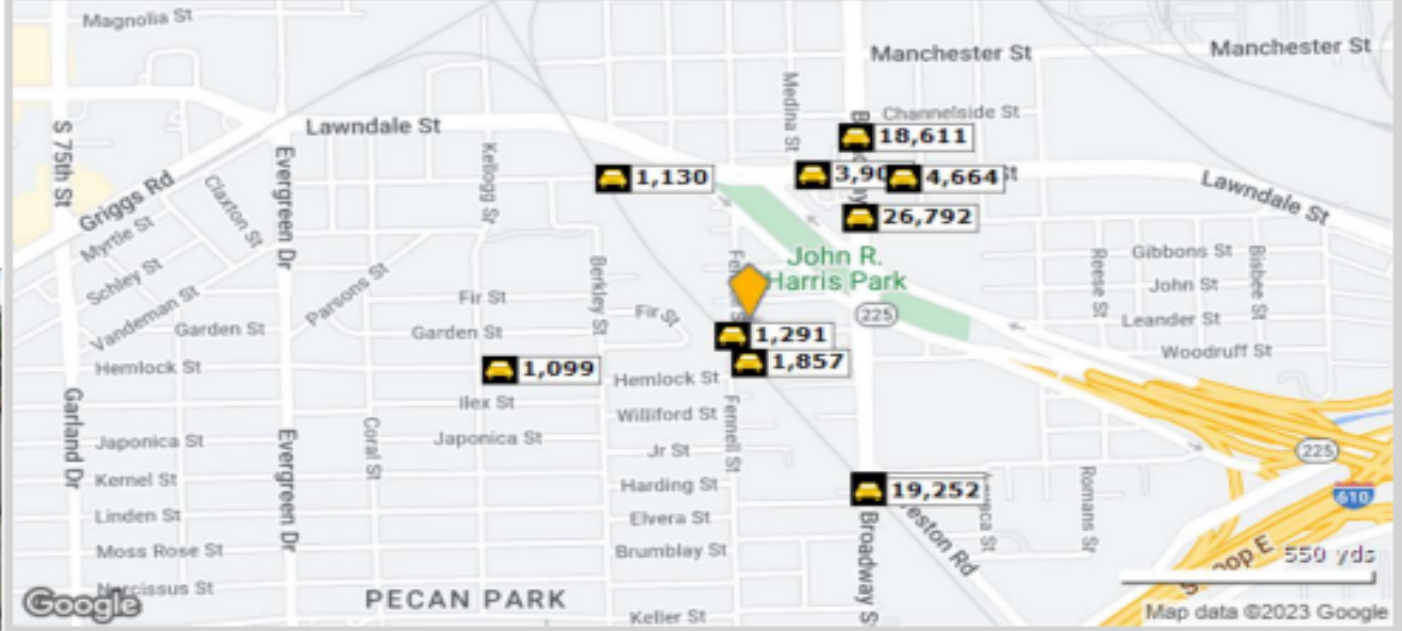 Magnolia St
Manchester St
Manchester St
Medina St
Channelside St
18,611
Lawndale St
S 75th St
Evergreen Dr
Kellogg St
1,130
4,664
Lawndale St
Griggs Rd
Claxton St
26,792
Myrtle St
John R.
Harris Park
Gibbons St
Reese St
Bisbee St
Schley St
Parsons St
Berkley St
John St
Vandeman St
Fir St
Fir St
225
Leander St
Garden St
Garden St
1,291
Woodruff St
Hemlock St
1,099
1,857
Hemlock St
Garland Dr
Ilex St
Williford St
Fennell St
Coral St
Japonica St
Japonica St
Jr St
225
Evergreen Dr
Kernel St
Harding St
19,252
Romans St
610
Linden St
Elvera St
Broadway S
Moss Rose St
Brumblay St
550 yds
Narcissus St
PECAN PARK
Keller St
Google
Map data ©2023 Google